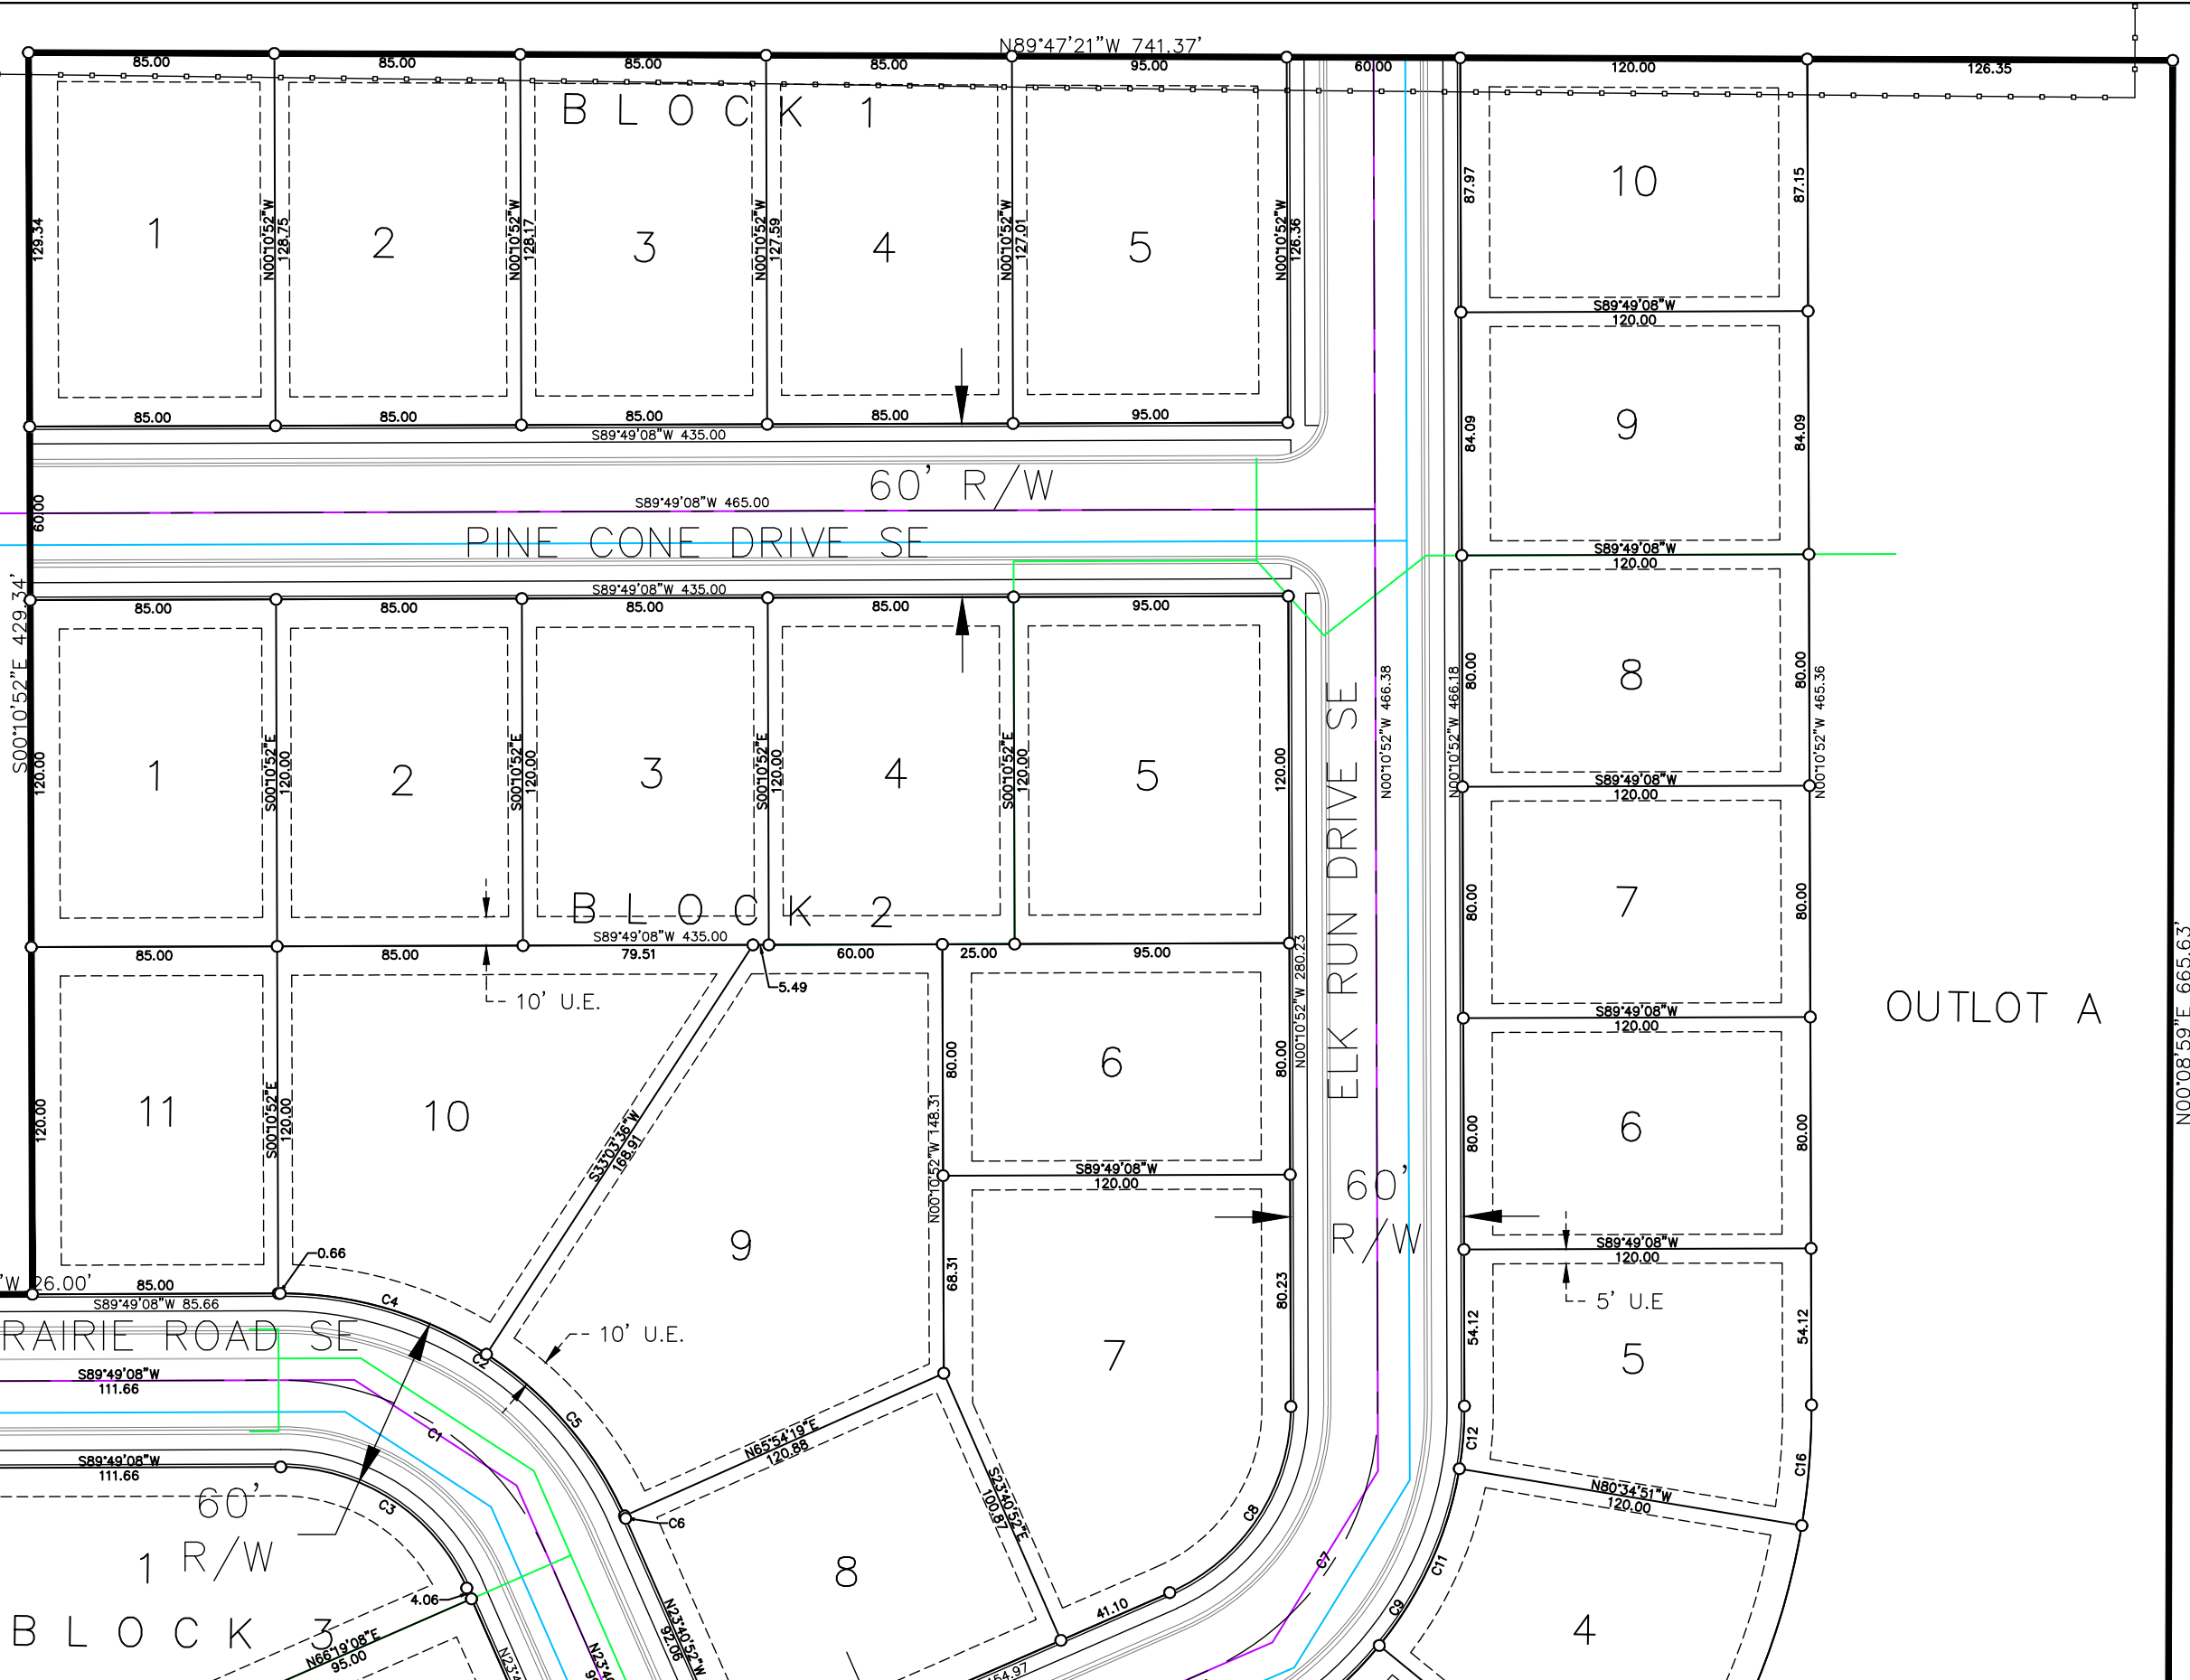 N89°47'21"W 741.37'
85.00
85.00
85.00
85.00
95.00
60.00
120.00
126.35
BLOCK 1
129.34
1
N00°10'52"W
128.75
2
N00°10'52"W
128.17
3
N00°10'52"W
127.59
4
N00°10'52"W
127.01
5
N00°10'52"W
126.36
87.97
10
87.15
S89°49'08"W
120.00
85.00
85.00
85.00
85.00
95.00
S89°49'08"W 435.00
84.09
9
84.09
60' R/W
S89°49'08"W 465.00
60.00
PINE CONE DRIVE SE
S89°49'08"W
120.00
S89°49'08"W 435.00
85.00
85.00
85.00
85.00
95.00
S00°10'52"E 429.34'
120.00
1
S00°10'52"E
120.00
2
S00°10'52"E
120.00
3
S00°10'52"E
120.00
4
S00°10'52"E
120.00
5
120.00
ELK RUN DRIVE SE
N00°10'52"W 466.38
N00°10'52"W 466.18
80.00
8
80.00
N00°10'52"W 465.36
S89°49'08"W
120.00
BLOCK 2
S89°49'08"W 435.00
85.00
85.00
79.51
5.49
60.00
25.00
95.00
10' U.E.
N00°10'52"W 280.23
80.00
7
80.00
OUTLOT A
N00°08'59"E 665.63'
S89°49'08"W
120.00
120.00
11
S00°10'52"E
120.00
10
S33°03'36"W
168.91
9
N00°10'52"W 148.31
80.00
6
80.00
S89°49'08"W
120.00
80.00
6
80.00
60'
R/W
S89°49'08"W
120.00
5' U.E
68.31
7
80.23
54.12
5
54.12
'W 26.00'
85.00
0.66
S89°49'08"W 85.66
C4
RAIRIE ROAD SE
C2
10' U.E.
S89°49'08"W
111.66
C1
C5
N65°54'19"E
120.88
S23°40'52"E
100.87
C12
C16
S89°49'08"W
111.66
60'
R/W
C3
C6
C8
C7
N80°34'51"W
120.00
C11
C9
1
BLOCK 3
4.06
N66°19'08"E
95.00
N23°4
N23°40'52"W
92.06
8
41.10
54.97
4